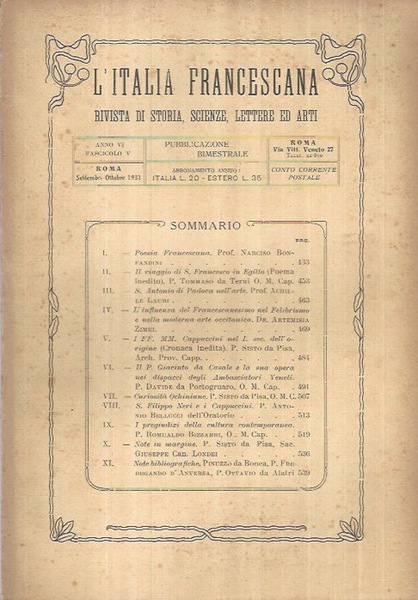 L'ITALIA FRANCESCANA
RIVISTA DI STORIA, SCIENZE, LETTERE ED ARTI
ANNO VI
FASCICOLO V
ROMA
Settembre-Ottobre 1931
PUBBLICAZIONE
BIMESTRALE
ABBONAMENTO ANNUO:
ITALIA L. 20 - ESTERO L. 35
ROMA
Via Vitt. Veneto 27
CONTO CORRENTE
POSTALE
SOMMARIO
PAG.
I. — Poesia Francescana. Prof. NARCISO BON-
FANDINI 433
II. — Il viaggio di S. Francesco in Egitto (Poema
inedito). P. TOMMASO da Terni O. M. Cap. 453
III. — S. Antonio di Padova nell'arte. Prof ACHIL-
LE LAURI 463
IV. — L'influenza del Francescanesimo nel Felibrismo
e nella moderna arte occitanica. DR. ARTEMISIA
ZIMEI 469
V. — I FF. MM. Cappuccini nel I. sec. dell'o-
rigine (Cronaca inedita). P. SISTO da Pisa,
Arch. Prov. Capp. 484
VI. — Il P. Giacinto da Casale e la sua opera
nei dispacci degli Ambasciatori Veneti.
P. DAVIDE da Portogruaro, O. M. Cap. 491
VII. — Curiosità Ochiniane. P. SISTO da Pisa, O. M. C. 507
VIII. — S. Filippo Neri e i Cappuccini. P. ANTO-
NIO BELLUCCI dell'Oratorio 513
IX. — I pregiudizi della cultura contemporanea.
P. ROMUALDO BIZZARRI, O. M. Cap. 519
X. — Note in margine. P. SISTO da Pisa, Sac.
GIUSEPPE Can. LONDEI 536
XI. — Note bibliografiche, PINUZZO da Bonea, P. FRE-
DEGANDO D'ANVERSA, P. OTTAVIO da Alatri 539